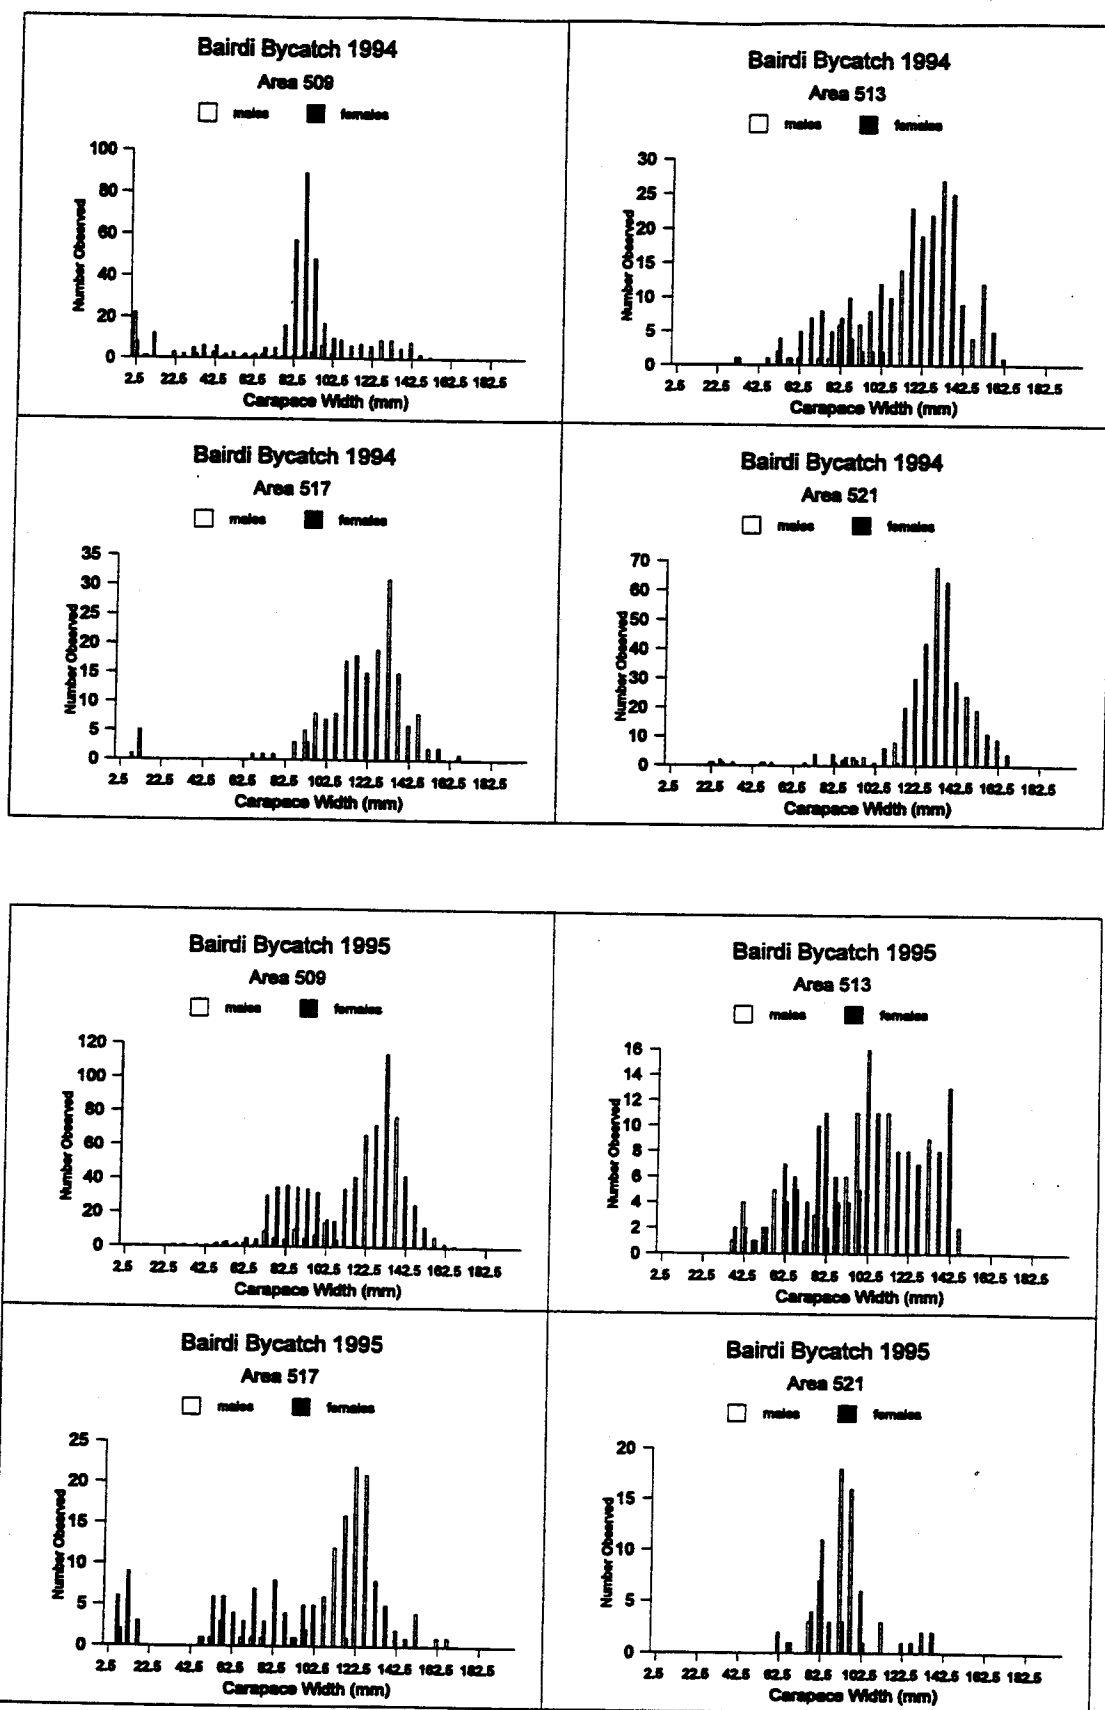 Bairdi Bycatch 1994
Area 509
males females
100
80
60
40
20
0
Number Observed
2.5 22.5 42.5 62.5 82.5 102.5 122.5 142.5 162.5 182.5
Carapace Width (mm)
Bairdi Bycatch 1994
Area 513
males females
30
25
20
15
10
5
0
Number Observed
2.5 22.5 42.5 62.5 82.5 102.5 122.5 142.5 162.5 182.5
Carapace Width (mm)
Bairdi Bycatch 1994
Area 517
males females
35
30
25
20
15
10
5
0
Number Observed
2.5 22.5 42.5 62.5 82.5 102.5 122.5 142.5 162.5 182.5
Carapace Width (mm)
Bairdi Bycatch 1994
Area 521
males females
70
60
50
40
30
20
10
0
Number Observed
2.5 22.5 42.5 62.5 82.5 102.5 122.5 142.5 162.5 182.5
Carapace Width (mm)
Bairdi Bycatch 1995
Area 509
males females
120
100
80
60
40
20
0
Number Observed
2.5 22.5 42.5 62.5 82.5 102.5 122.5 142.5 162.5 182.5
Carapace Width (mm)
Bairdi Bycatch 1995
Area 513
males females
16
14
12
10
8
6
4
2
0
Number Observed
2.5 22.5 42.5 62.5 82.5 102.5 122.5 142.5 162.5 182.5
Carapace Width (mm)
Bairdi Bycatch 1995
Area 517
males females
25
20
15
10
5
0
Number Observed
2.5 22.5 42.5 62.5 82.5 102.5 122.5 142.5 162.5 182.5
Carapace Width (mm)
Bairdi Bycatch 1995
Area 521
males females
20
15
10
5
0
Number Observed
2.5 22.5 42.5 62.5 82.5 102.5 122.5 142.5 162.5 182.5
Carapace Width (mm)